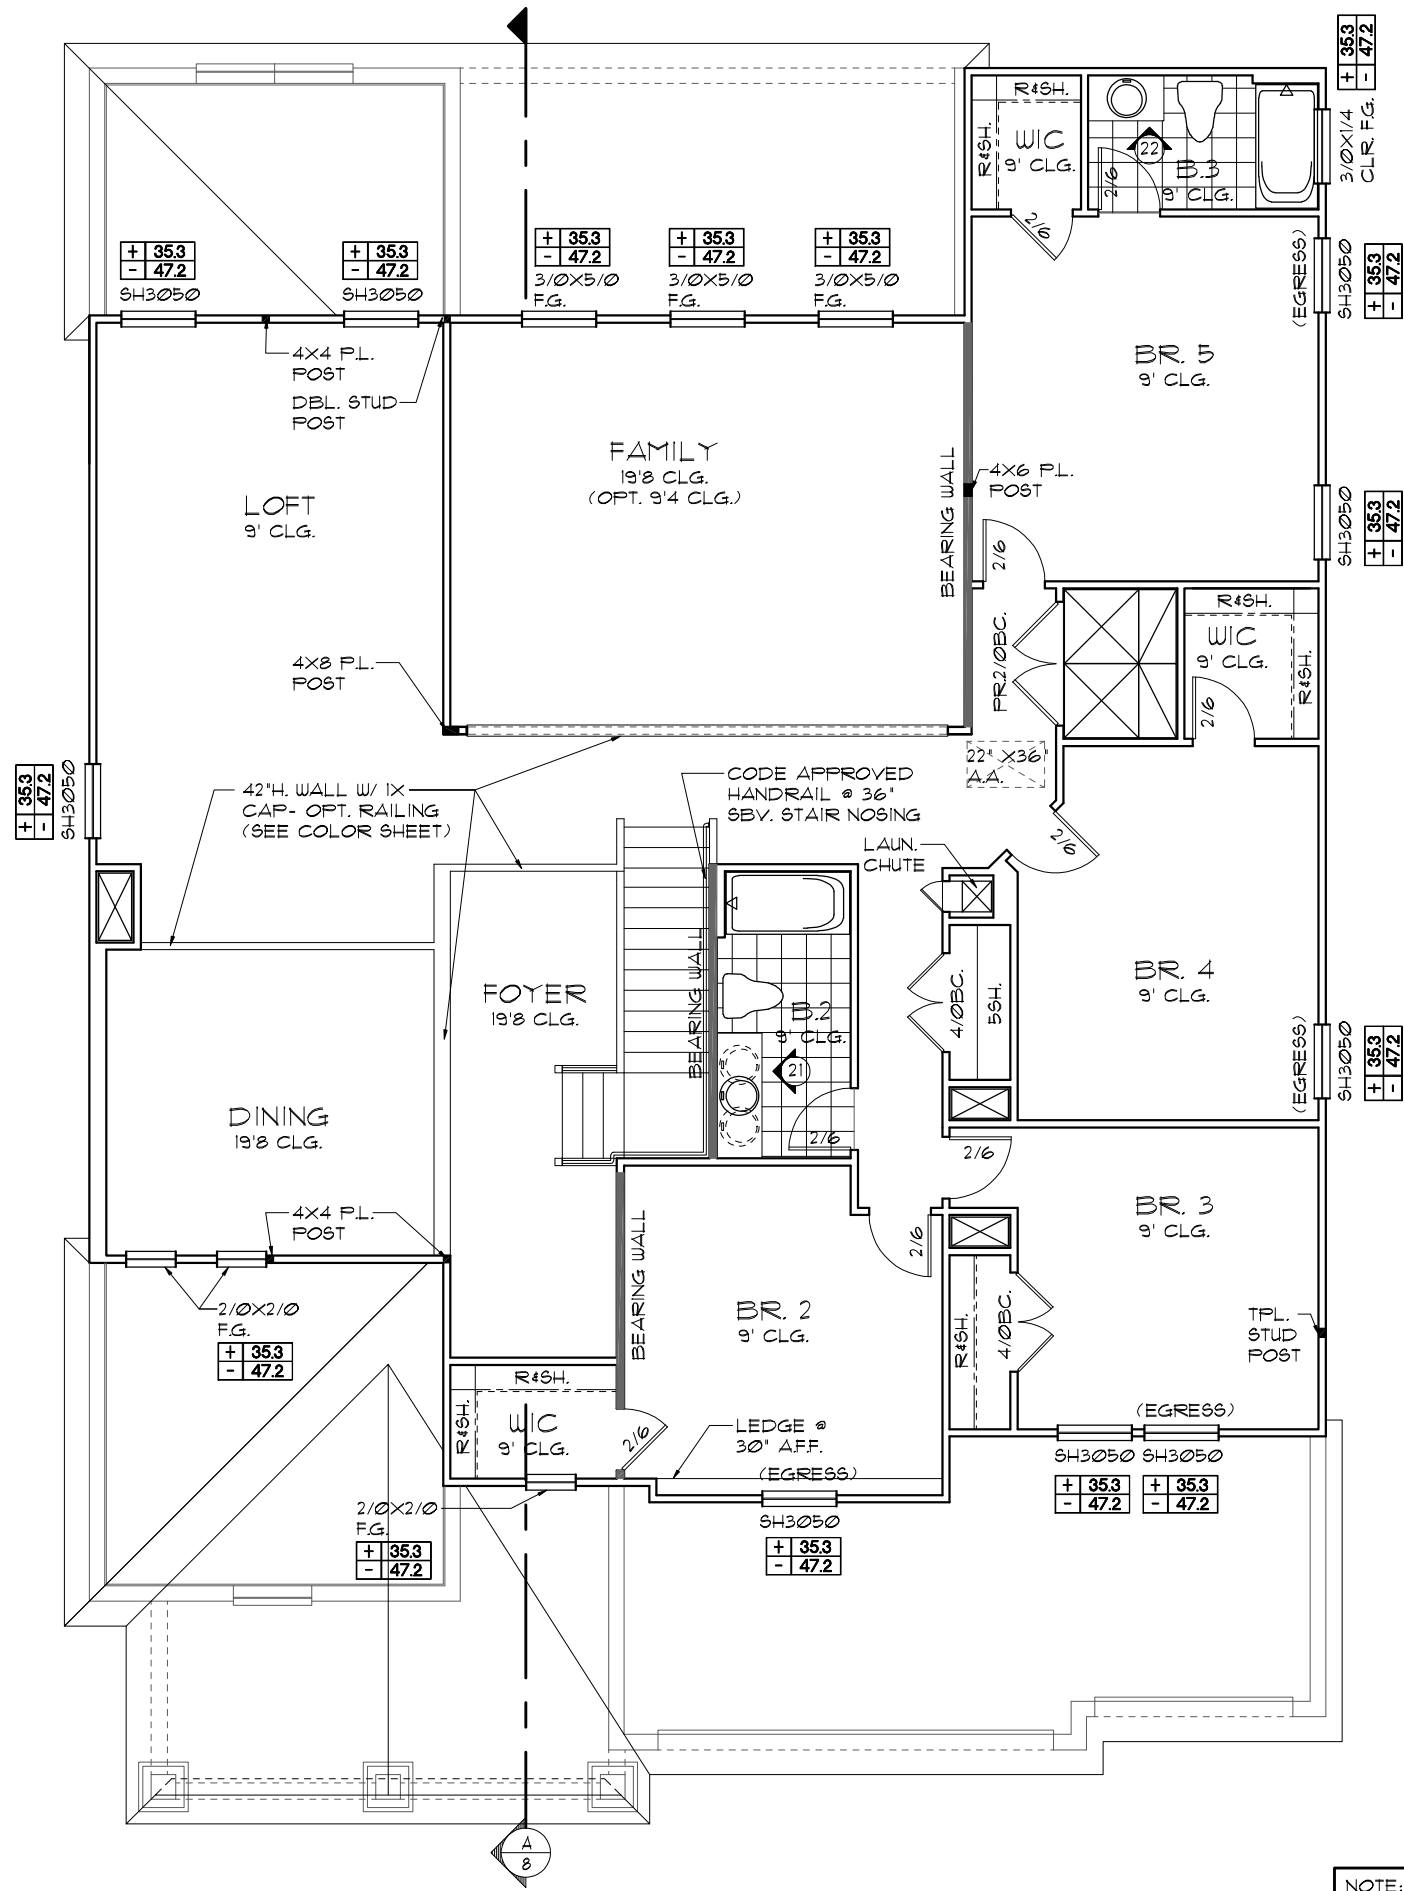 + 35.3
- 47.2
3/0X1/4
CLR. F.G.
R&SH.
R&SH.
WIC
9' CLG.
2/6
22
B.3
9' CLG.
2/6
+ 35.3
- 47.2
SH3050
+ 35.3
- 47.2
SH3050
+ 35.3
- 47.2
3/0X5/0
F.G.
+ 35.3
- 47.2
3/0X5/0
F.G.
+ 35.3
- 47.2
3/0X5/0
F.G.
(EGRESS)
SH3050
+ 35.3
- 47.2
4X4 P.L.
POST
DBL. STUD
POST
BR. 5
9' CLG.
FAMILY
19'8 CLG.
(OPT. 9'4 CLG.)
LOFT
9' CLG.
BEARING WALL
4X6 P.L.
POST
SH3050
+ 35.3
- 47.2
2/6
R&SH.
WIC
9' CLG.
R&SH.
2/6
PR.2/0BC.
4X8 P.L.
POST
22" X36"
A.A.
+ 35.3
- 47.2
SH3050
42"H. WALL W/ 1X
CAP- OPT. RAILING
(SEE COLOR SHEET)
CODE APPROVED
HANDRAIL @ 36"
SBV. STAIR NOSING
LAUN.
CHUTE
2/6
BEARING WALL
FOYER
19'8 CLG.
B.2
9' CLG.
21
2/6
4/0BC.
5SH.
BR. 4
9' CLG.
(EGRESS)
SH3050
+ 35.3
- 47.2
DINING
19'8 CLG.
2/6
4X4 P.L.
POST
BR. 3
9' CLG.
BEARING WALL
2/6
2/0X2/0
F.G.
+ 35.3
- 47.2
BR. 2
9' CLG.
R&SH.
4/0BC.
TPL.
STUD
POST
R&SH.
R&SH.
WIC
9' CLG.
2/6
LEDGE @
30" A.F.F.
(EGRESS)
(EGRESS)
SH3050 SH3050
+ 35.3
- 47.2
+ 35.3
- 47.2
2/0X2/0
F.G.
+ 35.3
- 47.2
SH3050
+ 35.3
- 47.2
A
8
NOTE: